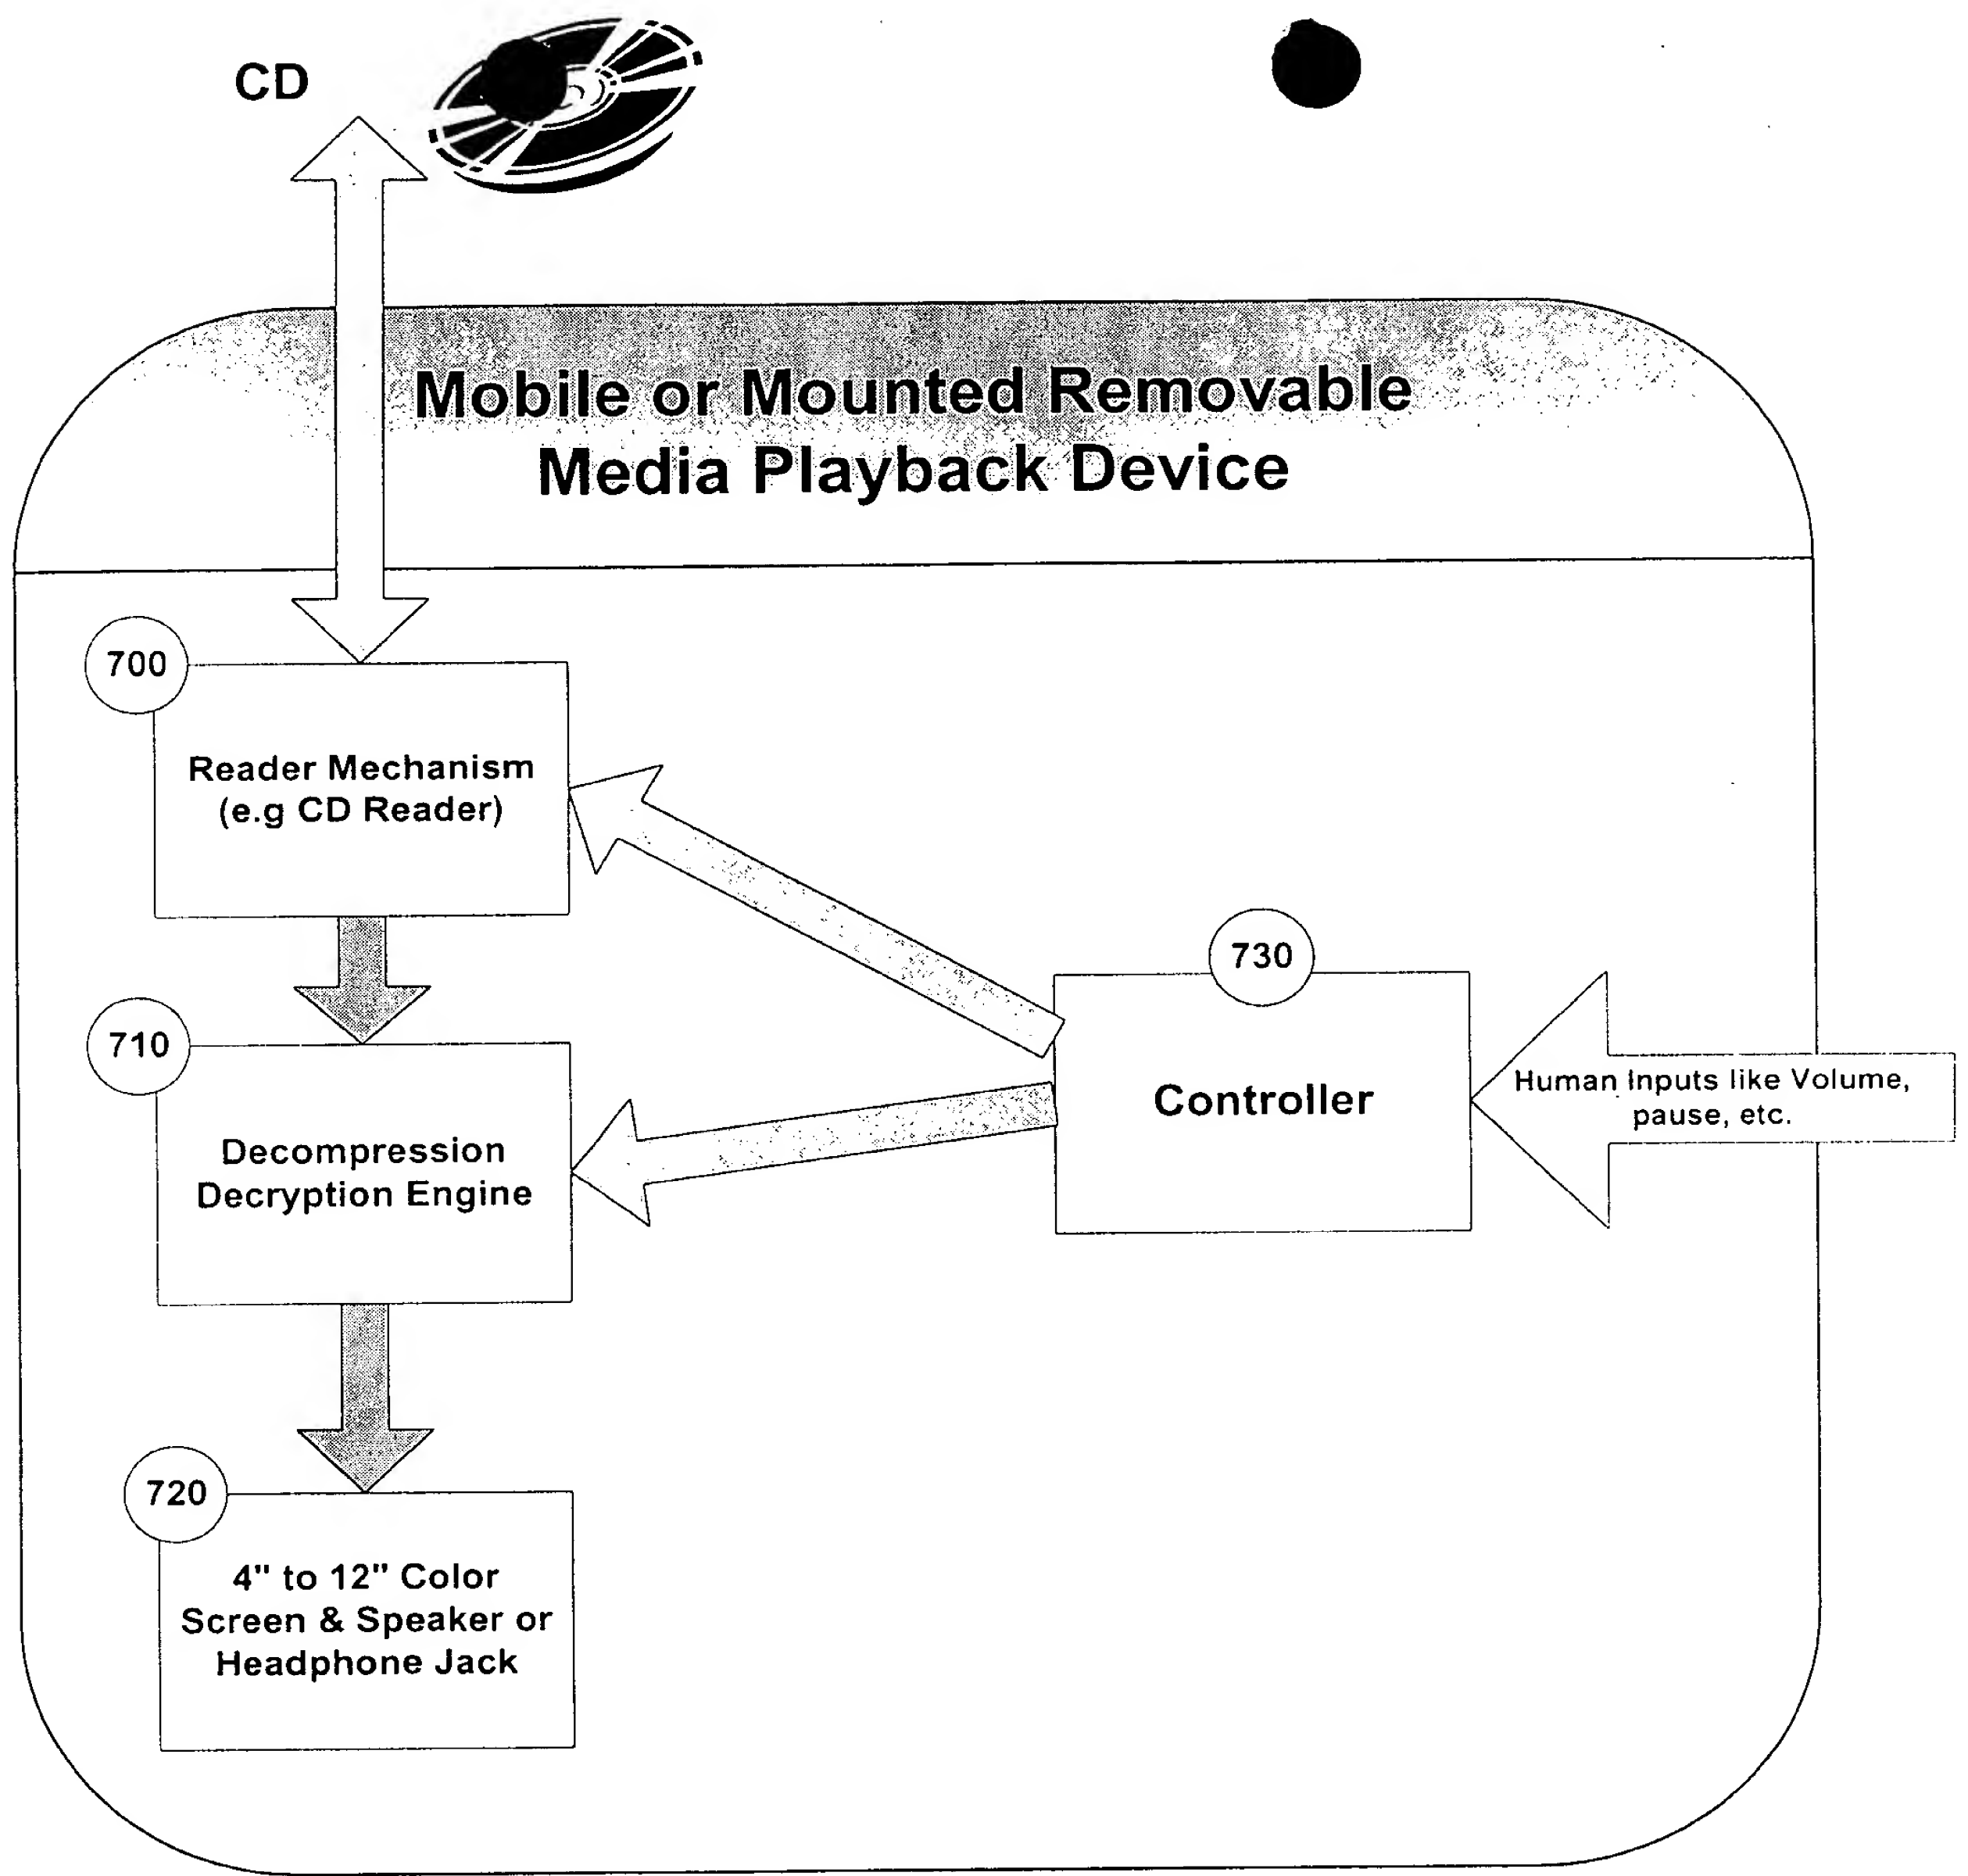 CD
Mobile or Mounted Removable
Media Playback Device
700
Reader Mechanism
(e.g CD Reader)
730
Controller
Human Inputs like Volume,
pause, etc.
710
Decompression
Decryption Engine
720
4" to 12" Color
Screen & Speaker or
Headphone Jack